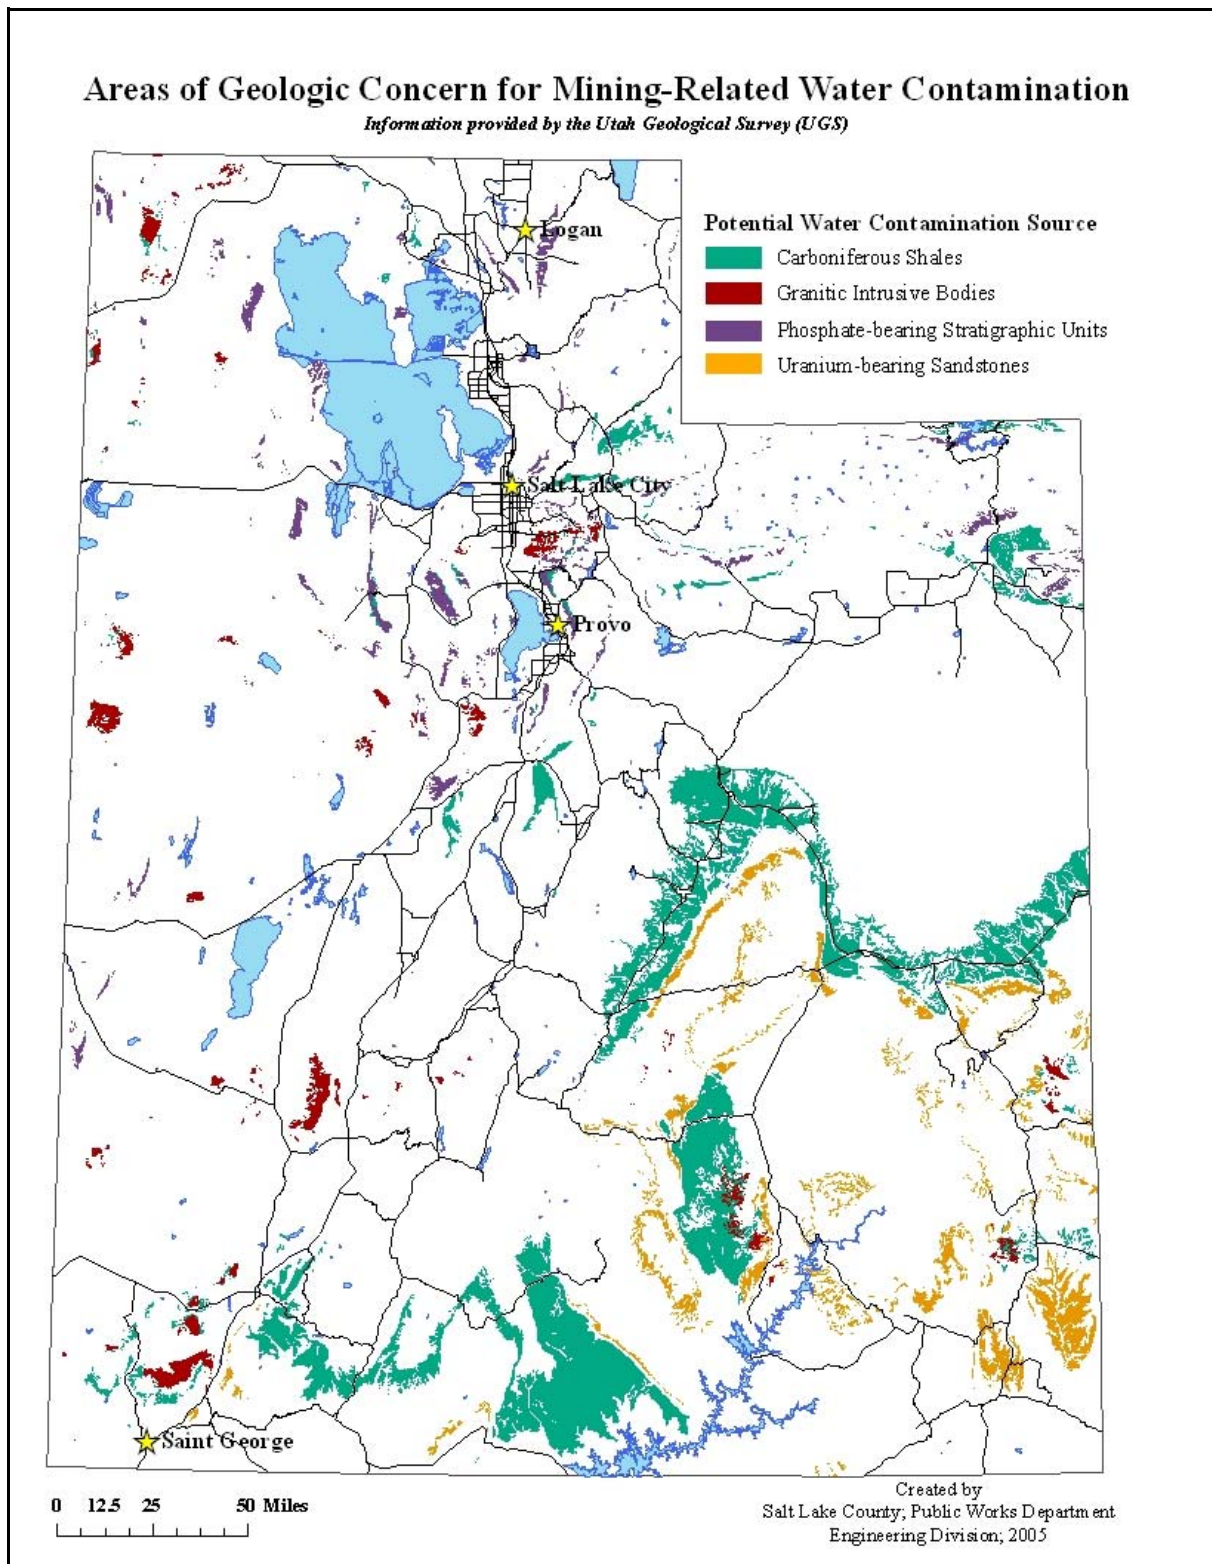 Areas of Geologic Concern for Mining-Related Water Contamination
Information provided by the Utah Geological Survey (UGS)
Logan
Potential Water Contamination Source
Carboniferous Shales
Granitic Intrusive Bodies
Phosphate-bearing Stratigraphic Units
Uranium-bearing Sandstones
Salt Lake City
Provo
Saint George
0 12.5 25 50 Miles
Created by
Salt Lake County; Public Works Department
Engineering Division; 2005